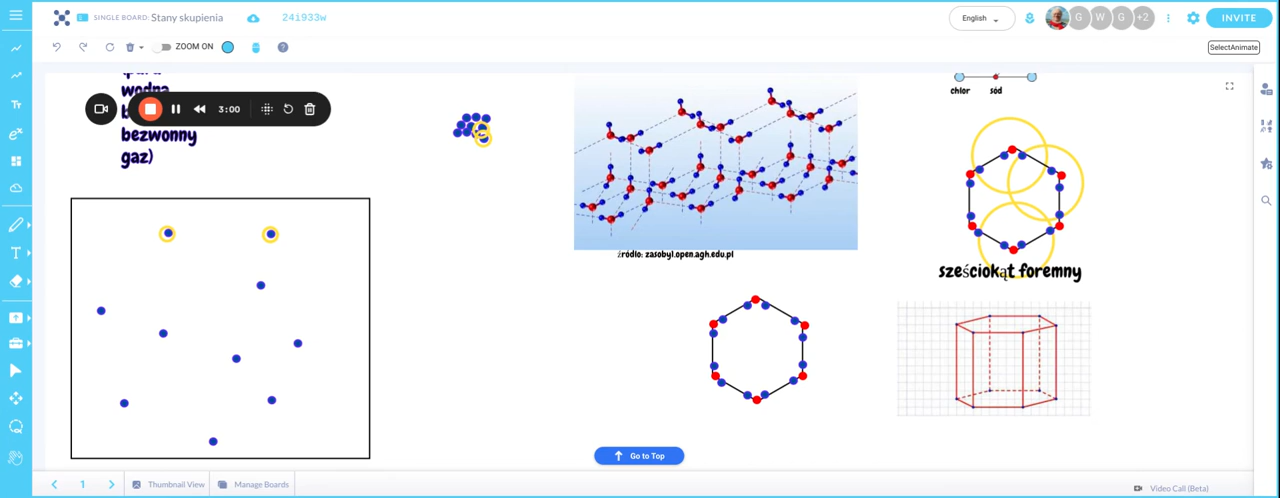 SINGLE BOARD: Stany skupienia
24i933w
English
G W G +2
INVITE
ZOOM ON
SelectAnimate
wodna
3:00
bezwonny
gaz)
chlor sód
źródło: zasobyl.open.agh.edu.pl
sześciokąt foremny
Go to Top
1
Thumbnail View
Manage Boards
Video Call (Beta)